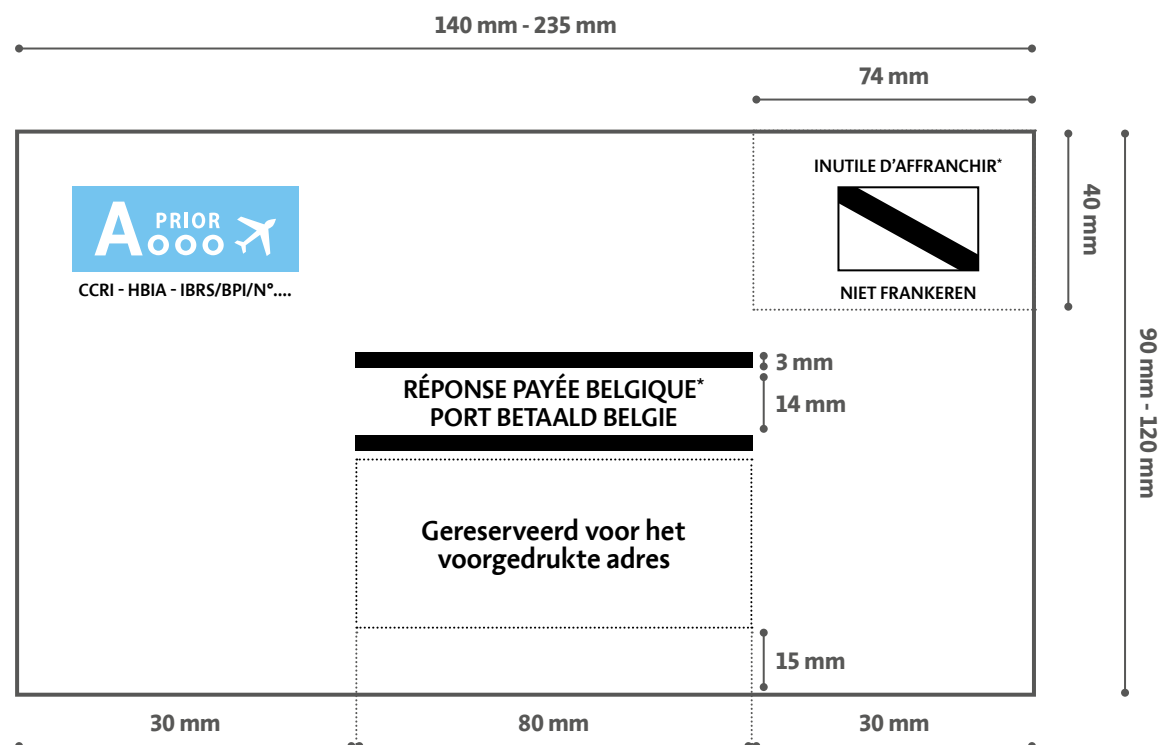 140 mm - 235 mm
74 mm
INUTILE D'AFFRANCHIR*
NIET FRANKEREN
40 mm
90 mm - 120 mm
A PRIOR
CCRI - HBIA - IBRS/BPI/N°....
3 mm
RÉPONSE PAYÉE BELGIQUE*
PORT BETAALD BELGIE
14 mm
Gereserveerd voor het
voorgedrukte adres
15 mm
30 mm
80 mm
30 mm